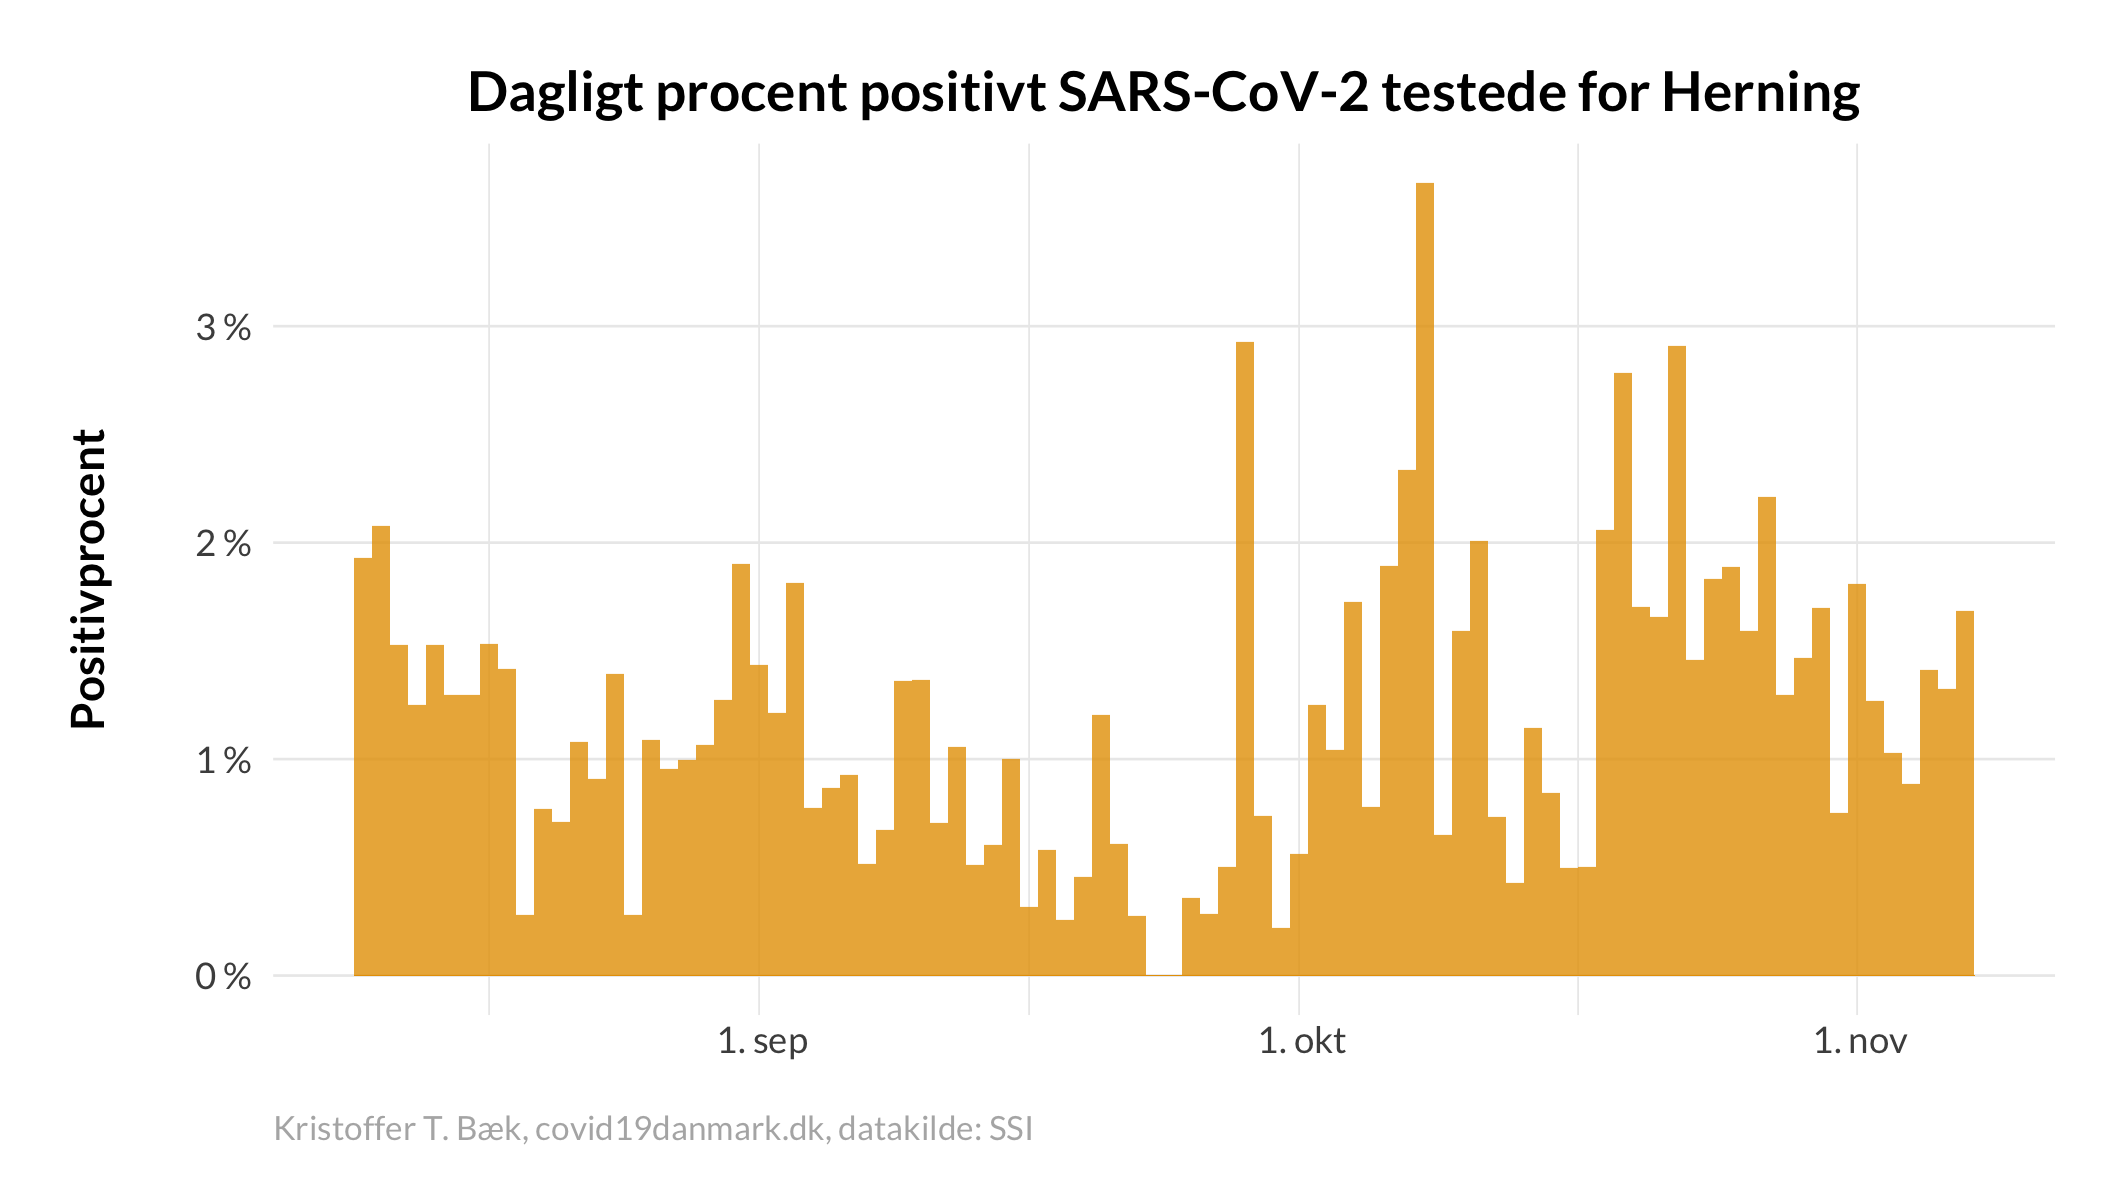 Dagligt procent positivt SARS-CoV-2 testede for Herning
Positivprocent
3 %
2 %
1 %
0 %
1. sep
1. okt
1. nov
Kristoffer T. Bæk, covid19danmark.dk, datakilde: SSI